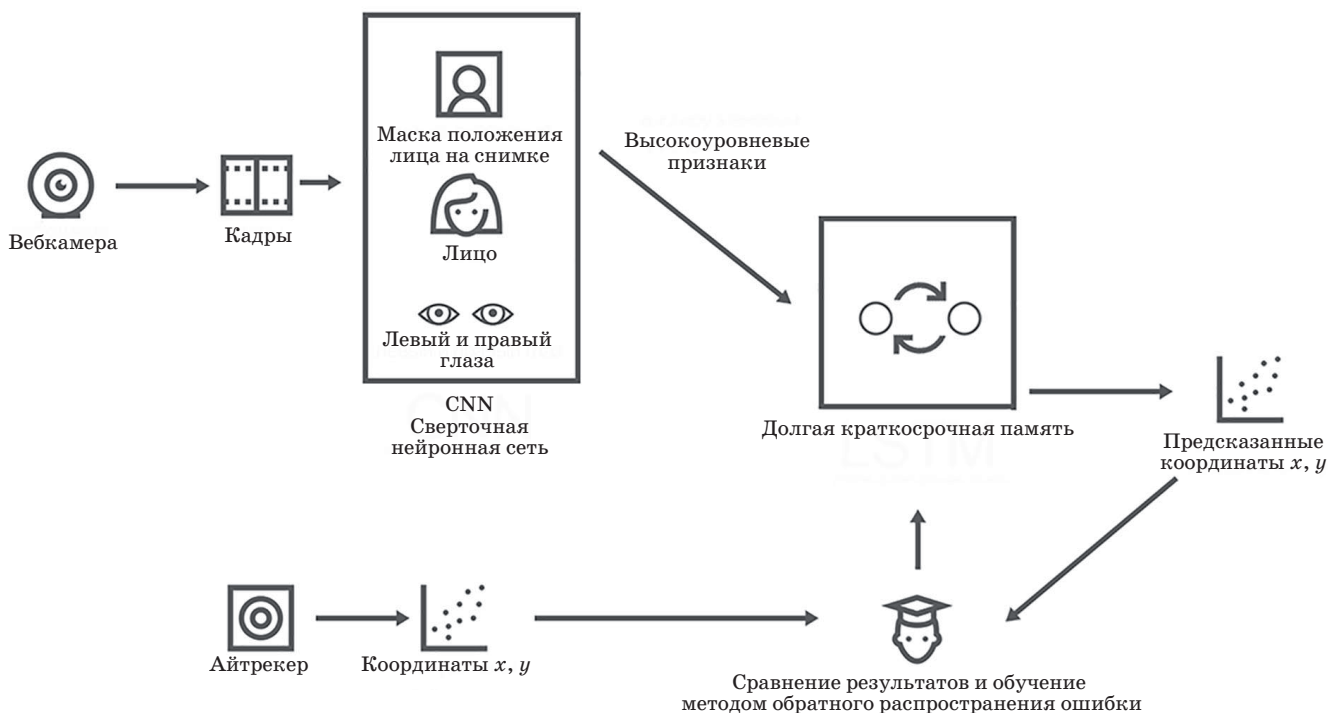 Маска положения
лица на снимке
Высокоуровневые
признаки
Вебкамера
Кадры
Лицо
Левый и правый
глаза
CNN
Сверточная
нейронная сеть
Долгая краткосрочная память
LSTM
Предсказанные
координаты x, y
Айтрекер
Координаты x, y
Сравнение результатов и обучение
методом обратного распространения ошибки